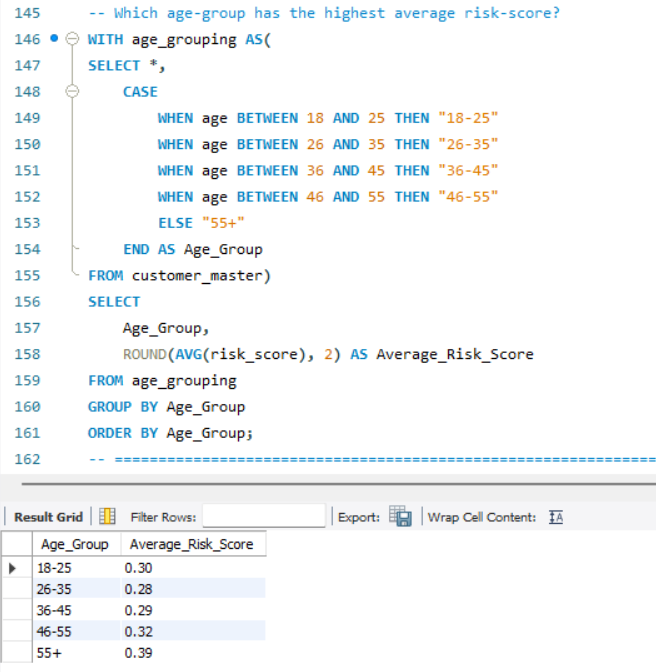 145 -- Which age-group has the highest average risk-score?
146 WITH age_grouping AS(
147 SELECT *,
148 CASE
149 WHEN age BETWEEN 18 AND 25 THEN "18-25"
150 WHEN age BETWEEN 26 AND 35 THEN "26-35"
151 WHEN age BETWEEN 36 AND 45 THEN "36-45"
152 WHEN age BETWEEN 46 AND 55 THEN "46-55"
153 ELSE "55+"
154 END AS Age_Group
155 FROM customer_master)
156 SELECT
157 Age_Group,
158 ROUND(AVG(risk_score), 2) AS Average_Risk_Score
159 FROM age_grouping
160 GROUP BY Age_Group
161 ORDER BY Age_Group;
162 -- ==============================================================
Result Grid Filter Rows: Export: Wrap Cell Content: IA
Age_Group Average_Risk_Score
18-25 0.30
26-35 0.28
36-45 0.29
46-55 0.32
55+ 0.39